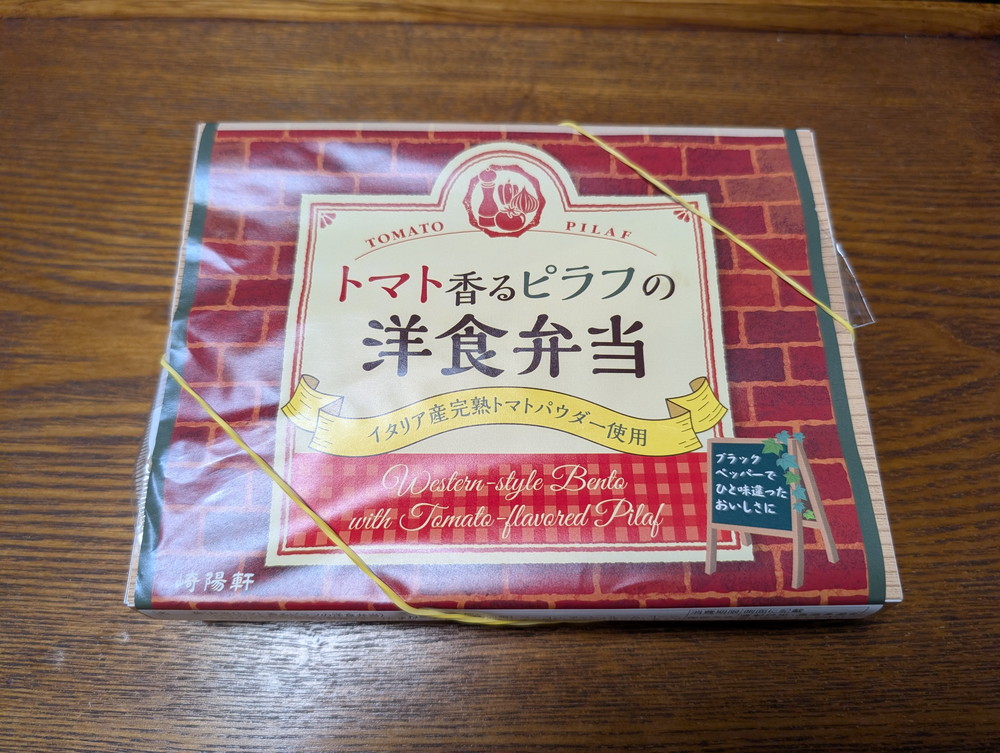 TOMATO PILAF
トマト香るピラフの
洋食弁当
イタリア産完熟トマトパウダー使用
Western-style Bento
with Tomato-flavored Pilaf
ブラック
ペッパーで
ひと味違った
おいしさに
崎陽軒